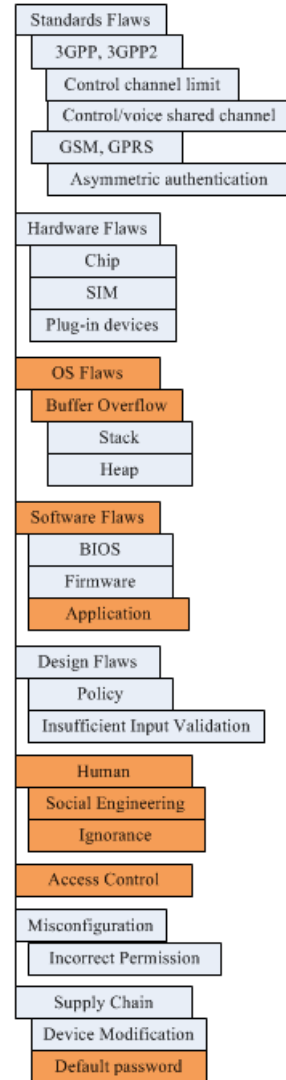 Standards Flaws
3GPP, 3GPP2
Control channel limit
Control/voice shared channel
GSM, GPRS
Asymmetric authentication
Hardware Flaws
Chip
SIM
Plug-in devices
OS Flaws
Buffer Overflow
Stack
Heap
Software Flaws
BIOS
Firmware
Application
Design Flaws
Policy
Insufficient Input Validation
Human
Social Engineering
Ignorance
Access Control
Misconfiguration
Incorrect Permission
Supply Chain
Device Modification
Default password